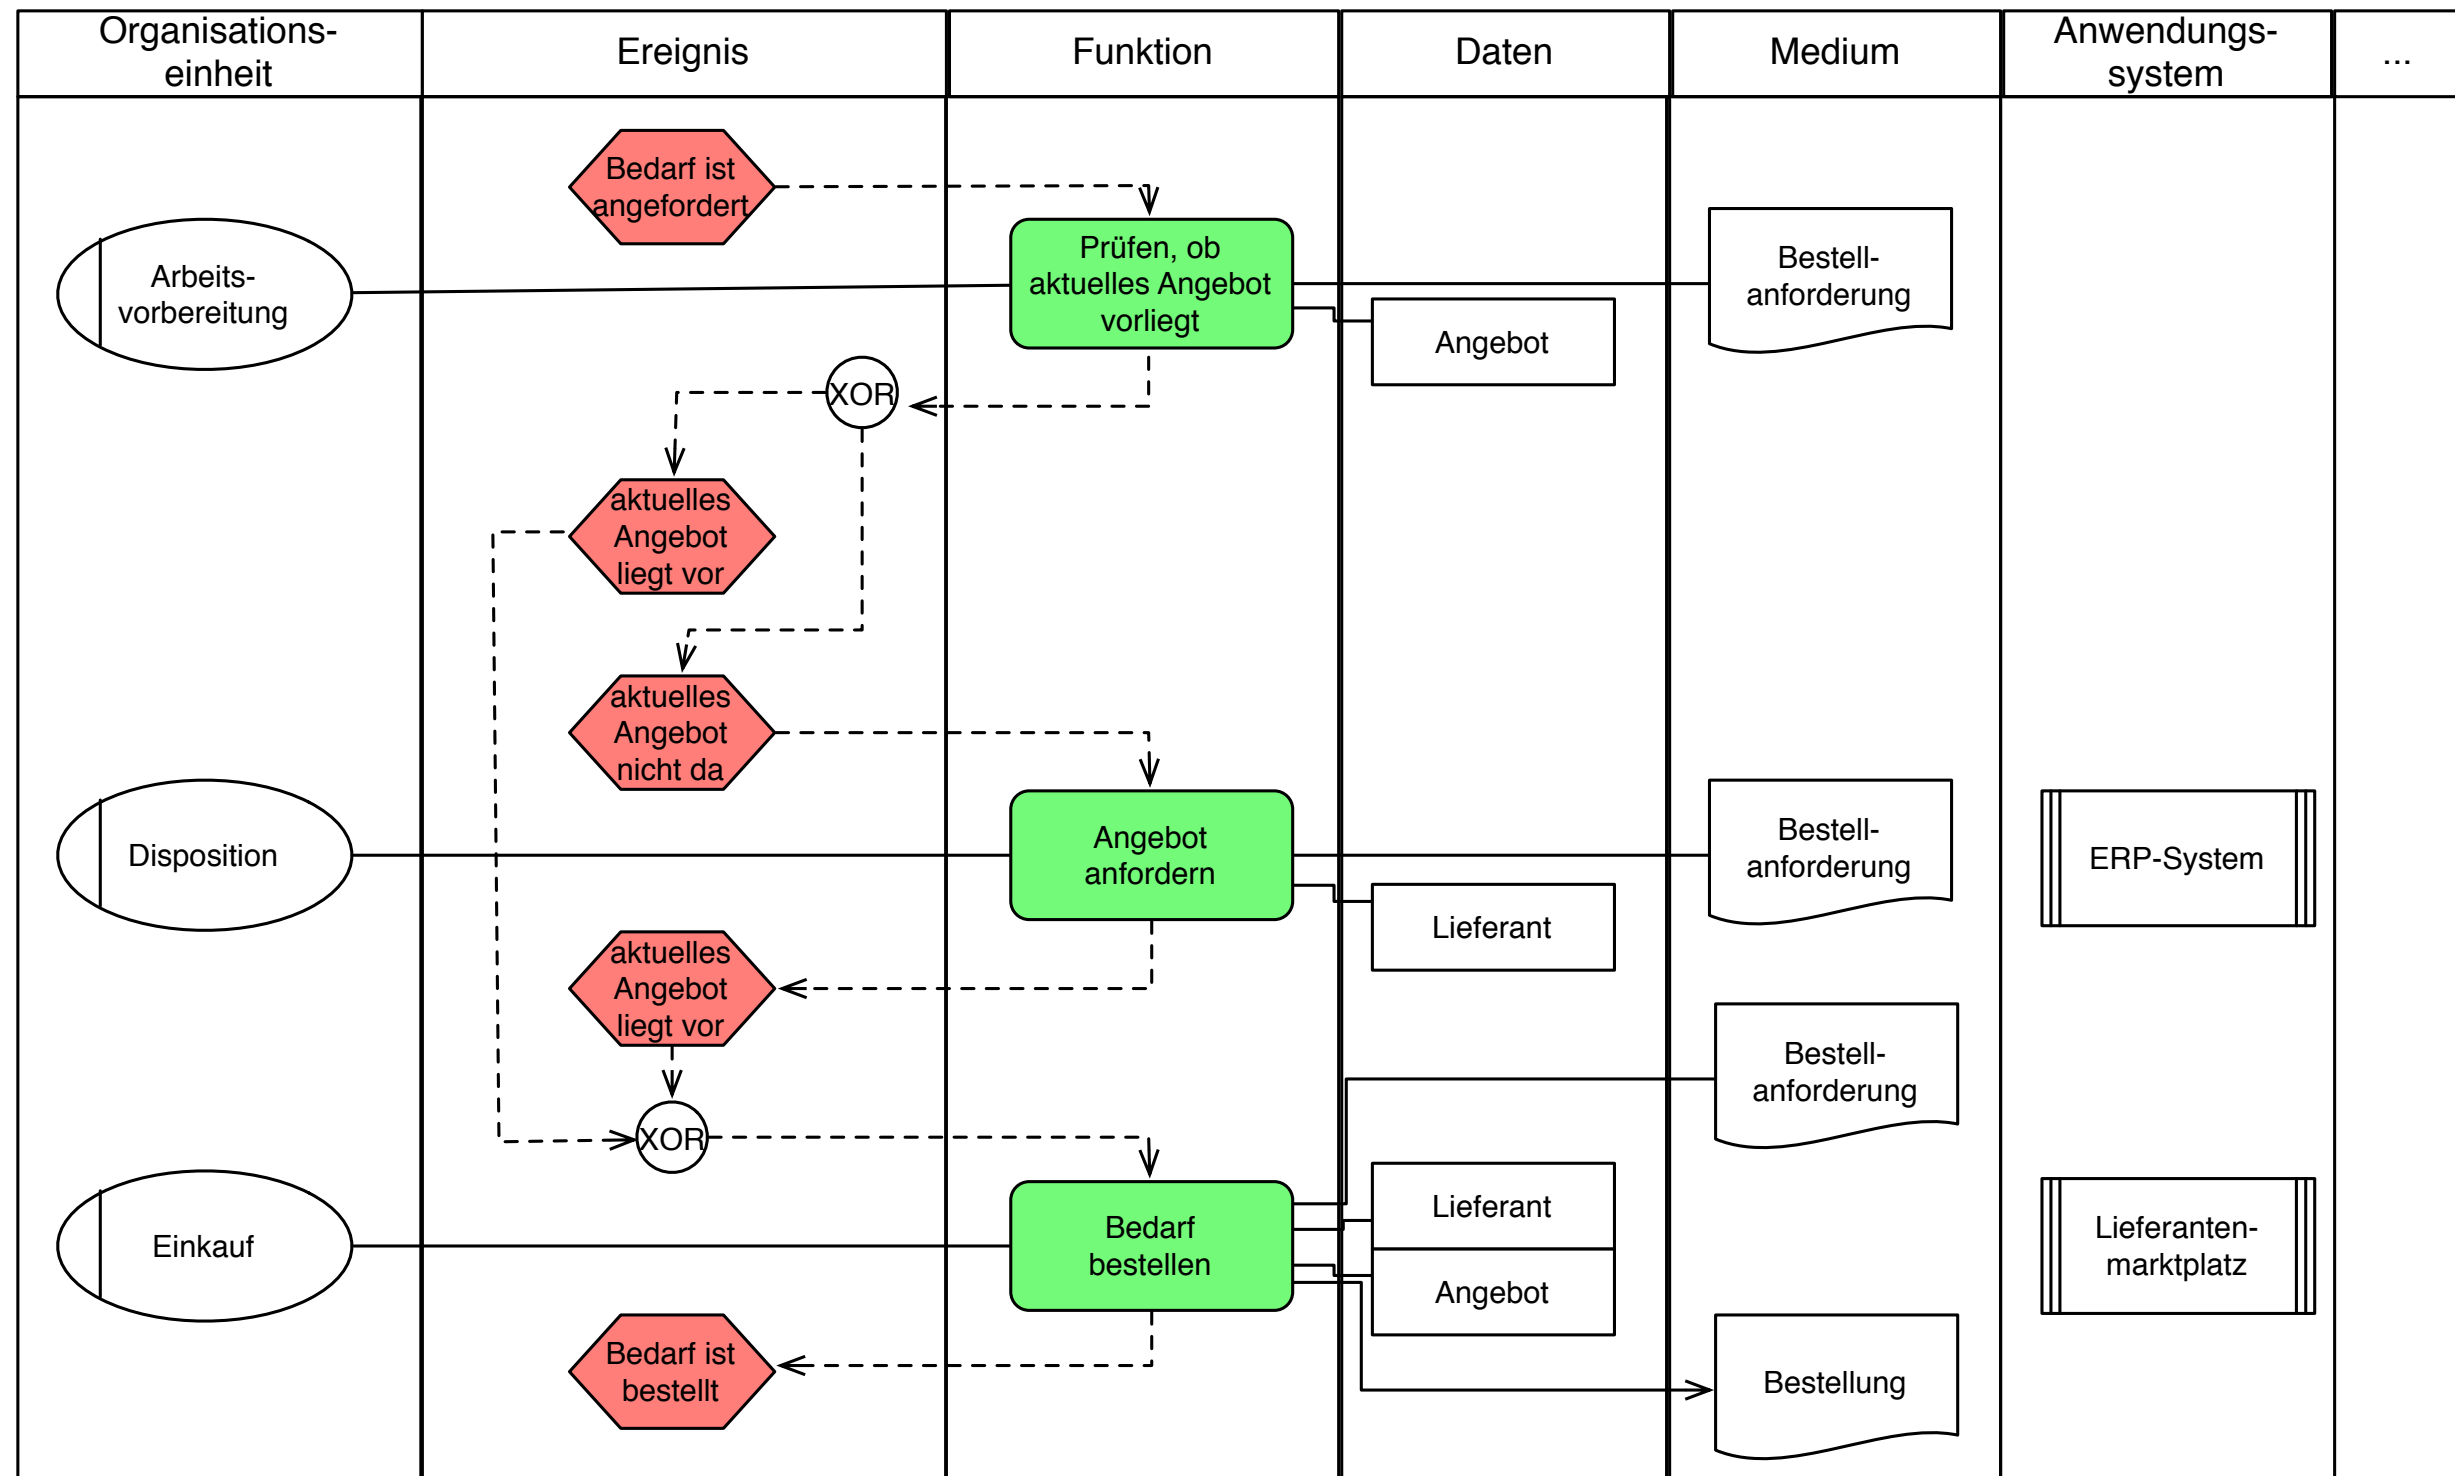 Organisations-
einheit
Ereignis
Funktion
Daten
Medium
Anwendungs-
system
...
Bedarf ist
angefordert
Arbeits-
vorbereitung
Prüfen, ob
aktuelles Angebot
vorliegt
Angebot
Bestell-
anforderung
XOR
aktuelles
Angebot
liegt vor
aktuelles
Angebot
nicht da
Disposition
Angebot
anfordern
Lieferant
Bestell-
anforderung
ERP-System
aktuelles
Angebot
liegt vor
Bestell-
anforderung
XOR
Einkauf
Bedarf
bestellen
Lieferant
Angebot
Lieferanten-
marktplatz
Bedarf ist
bestellt
Bestellung